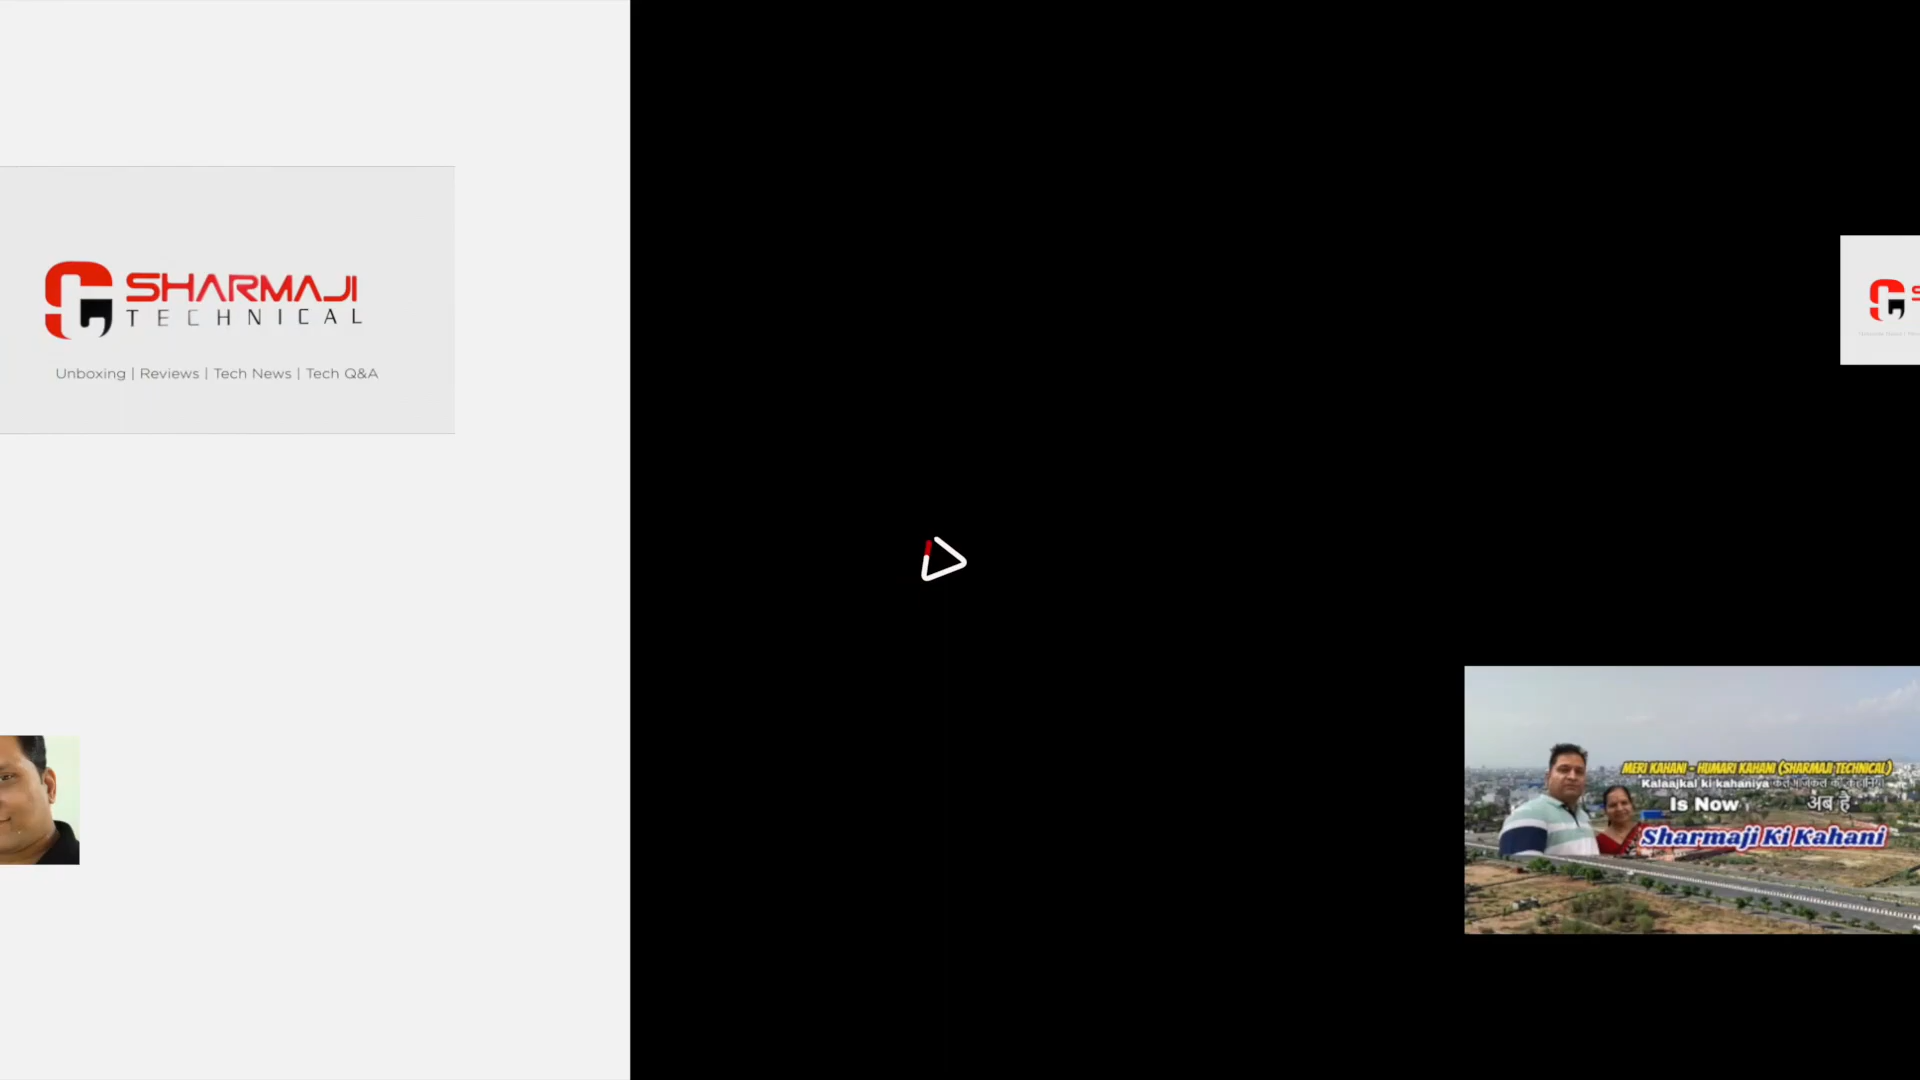 SHARMAJI
TECHNICAL
Unboxing | Reviews | Tech News | Tech Q&A
MERI KAHANI - HUMARI KAHANI (SHARMAJI TECHNICAL)
Kalaajkal ki kahaniya
Is Now अब है
Sharmaji Ki Kahani